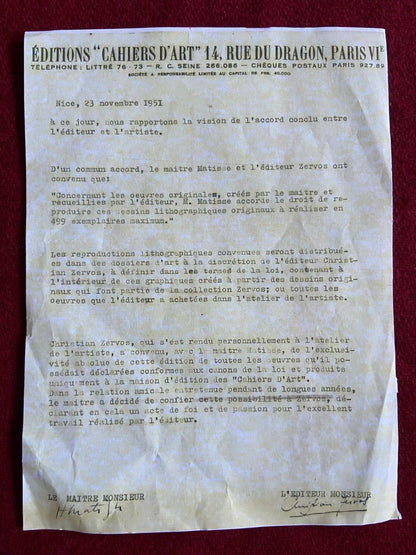 ÉDITIONS "CAHIERS D'ART" 14, RUE DU DRAGON, PARIS VIᴱ
TÉLÉPHONE: LITTRÉ 76-73 — R. C. SEINE 266.086 — CHÈQUES POSTAUX PARIS 927.89
SOCIÉTÉ A RESPONSABILITÉ LIMITÉE AU CAPITAL DE FRS. 40.000
Nice, 23 novembre 1951
à ce jour, nous rapportons la vision de l'accord conclu entre
l'éditeur et l'artiste.
D'un commun accord, le maitre Matisse et l'éditeur Zervos ont
convenu que:
"Concernant les oeuvres originales, créés par le maitre et
recueillies par l'éditeur, M. Matisse accorde le droit de re-
produire ces dessins lithographiques originaux à réaliser en
499 exemplaires maximum."
Les reproductions lithographiques convenues seront distribu-
ées dans des dossiers d'art à la discrétion de l'éditeur Christ-
ian Zervos, à définir dans les termes de la loi, contenant à
l'intérieur de ces graphiques créés à partir des dessins origi-
naux qui font partie de sa collection Zervos; ou toutes les
oeuvres que l'éditeur a achetées dans l'atelier de l'artiste.
Christian Zervos, qui s'est rendu personnellement à l'atelier
de l'artiste, a convenu, avec le maitre Matisse, de l'exclusi-
vité absolue de cette édition de toutes les œuvres qu'il pos-
sédait déclarées conformes aux canons de la loi et produite
uniquement à la maison d'édition des "Cahiers D'Art".
Dans la relation amicale entretenue pendant de longues années,
le maitre a décidé de confier cette possibilité à Zervos, dé-
clarant en cela un acte de foi et de passion pour l'excellent
travail réalisé par l'éditeur.
LE MAITRE MONSIEUR L'EDITEUR MONSIEUR
H Matisse Christian Zervos